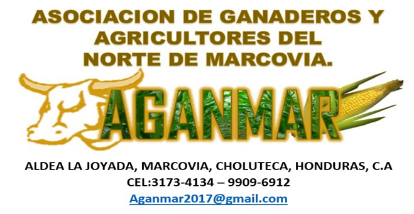 ASOCIACION DE GANADEROS Y
AGRICULTORES DEL
NORTE DE MARCOVIA.
AGANMAR
ALDEA LA JOYADA, MARCOVIA, CHOLUTECA, HONDURAS, C.A
CEL:3173-4134 – 9909-6912
Aganmar2017@gmail.com